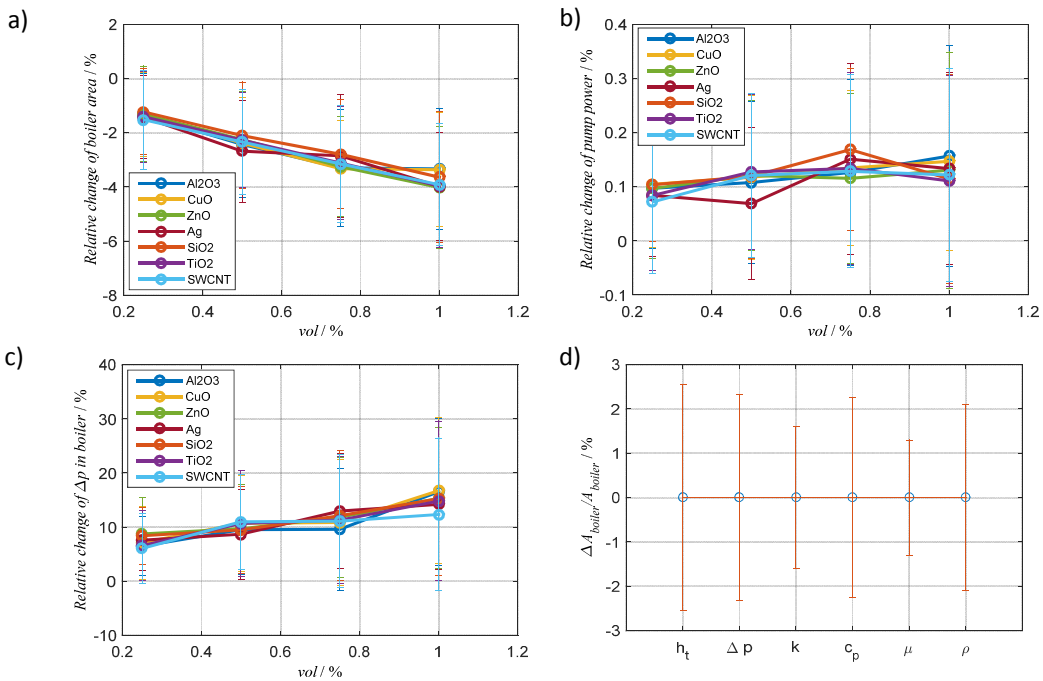 a)
2
0
-2
-4
-6
-8
Relative change of boiler area / %
Al2O3
CuO
ZnO
Ag
SiO2
TiO2
SWCNT
0.2 0.4 0.6 0.8 1 1.2
vol / %
b)
0.4
0.3
0.2
0.1
0
-0.1
Relative change of pump power / %
Al2O3
CuO
ZnO
Ag
SiO2
TiO2
SWCNT
0.2 0.4 0.6 0.8 1 1.2
vol / %
c)
40
30
20
10
0
-10
Relative change of Δp in boiler / %
Al2O3
CuO
ZnO
Ag
SiO2
TiO2
SWCNT
0.2 0.4 0.6 0.8 1 1.2
vol / %
d)
3
2
1
0
-1
-2
-3
ΔA_boiler/A_boiler / %
h_t Δ p k c_p μ ρ